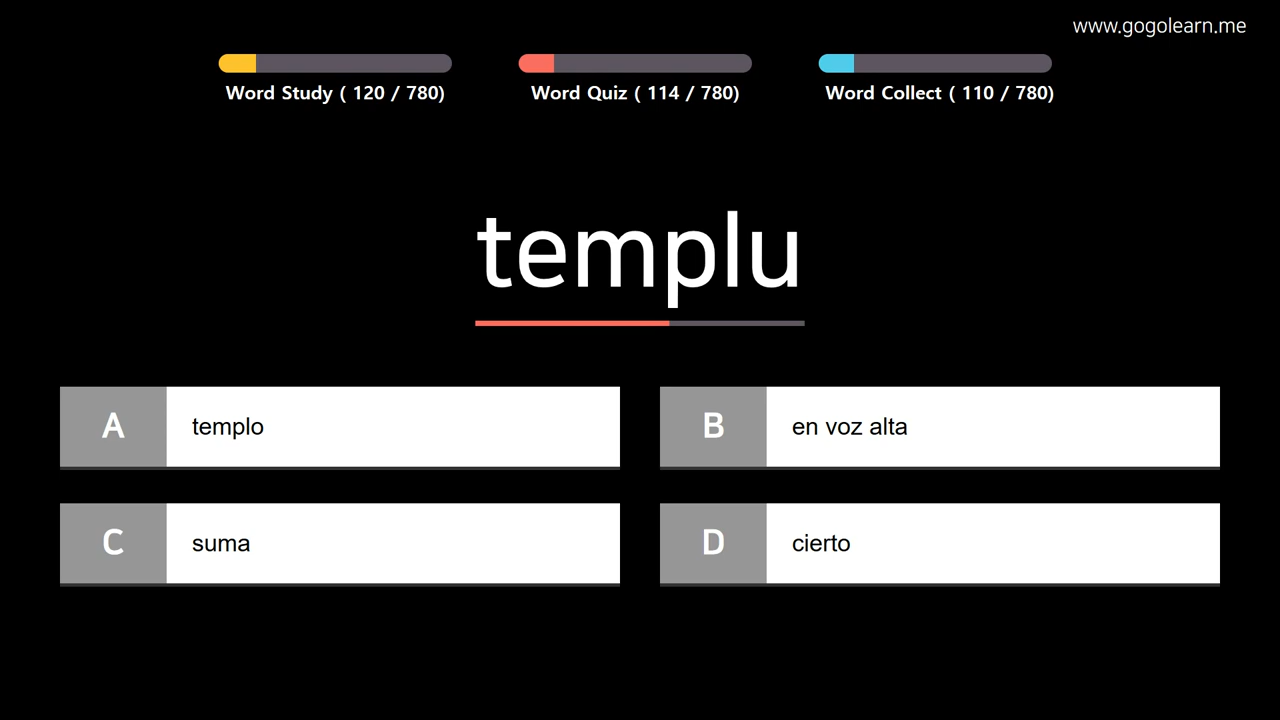 www.gogolearn.me
Word Study ( 120 / 780)
Word Quiz ( 114 / 780)
Word Collect ( 110 / 780)
templu
A templo
B en voz alta
C suma
D cierto